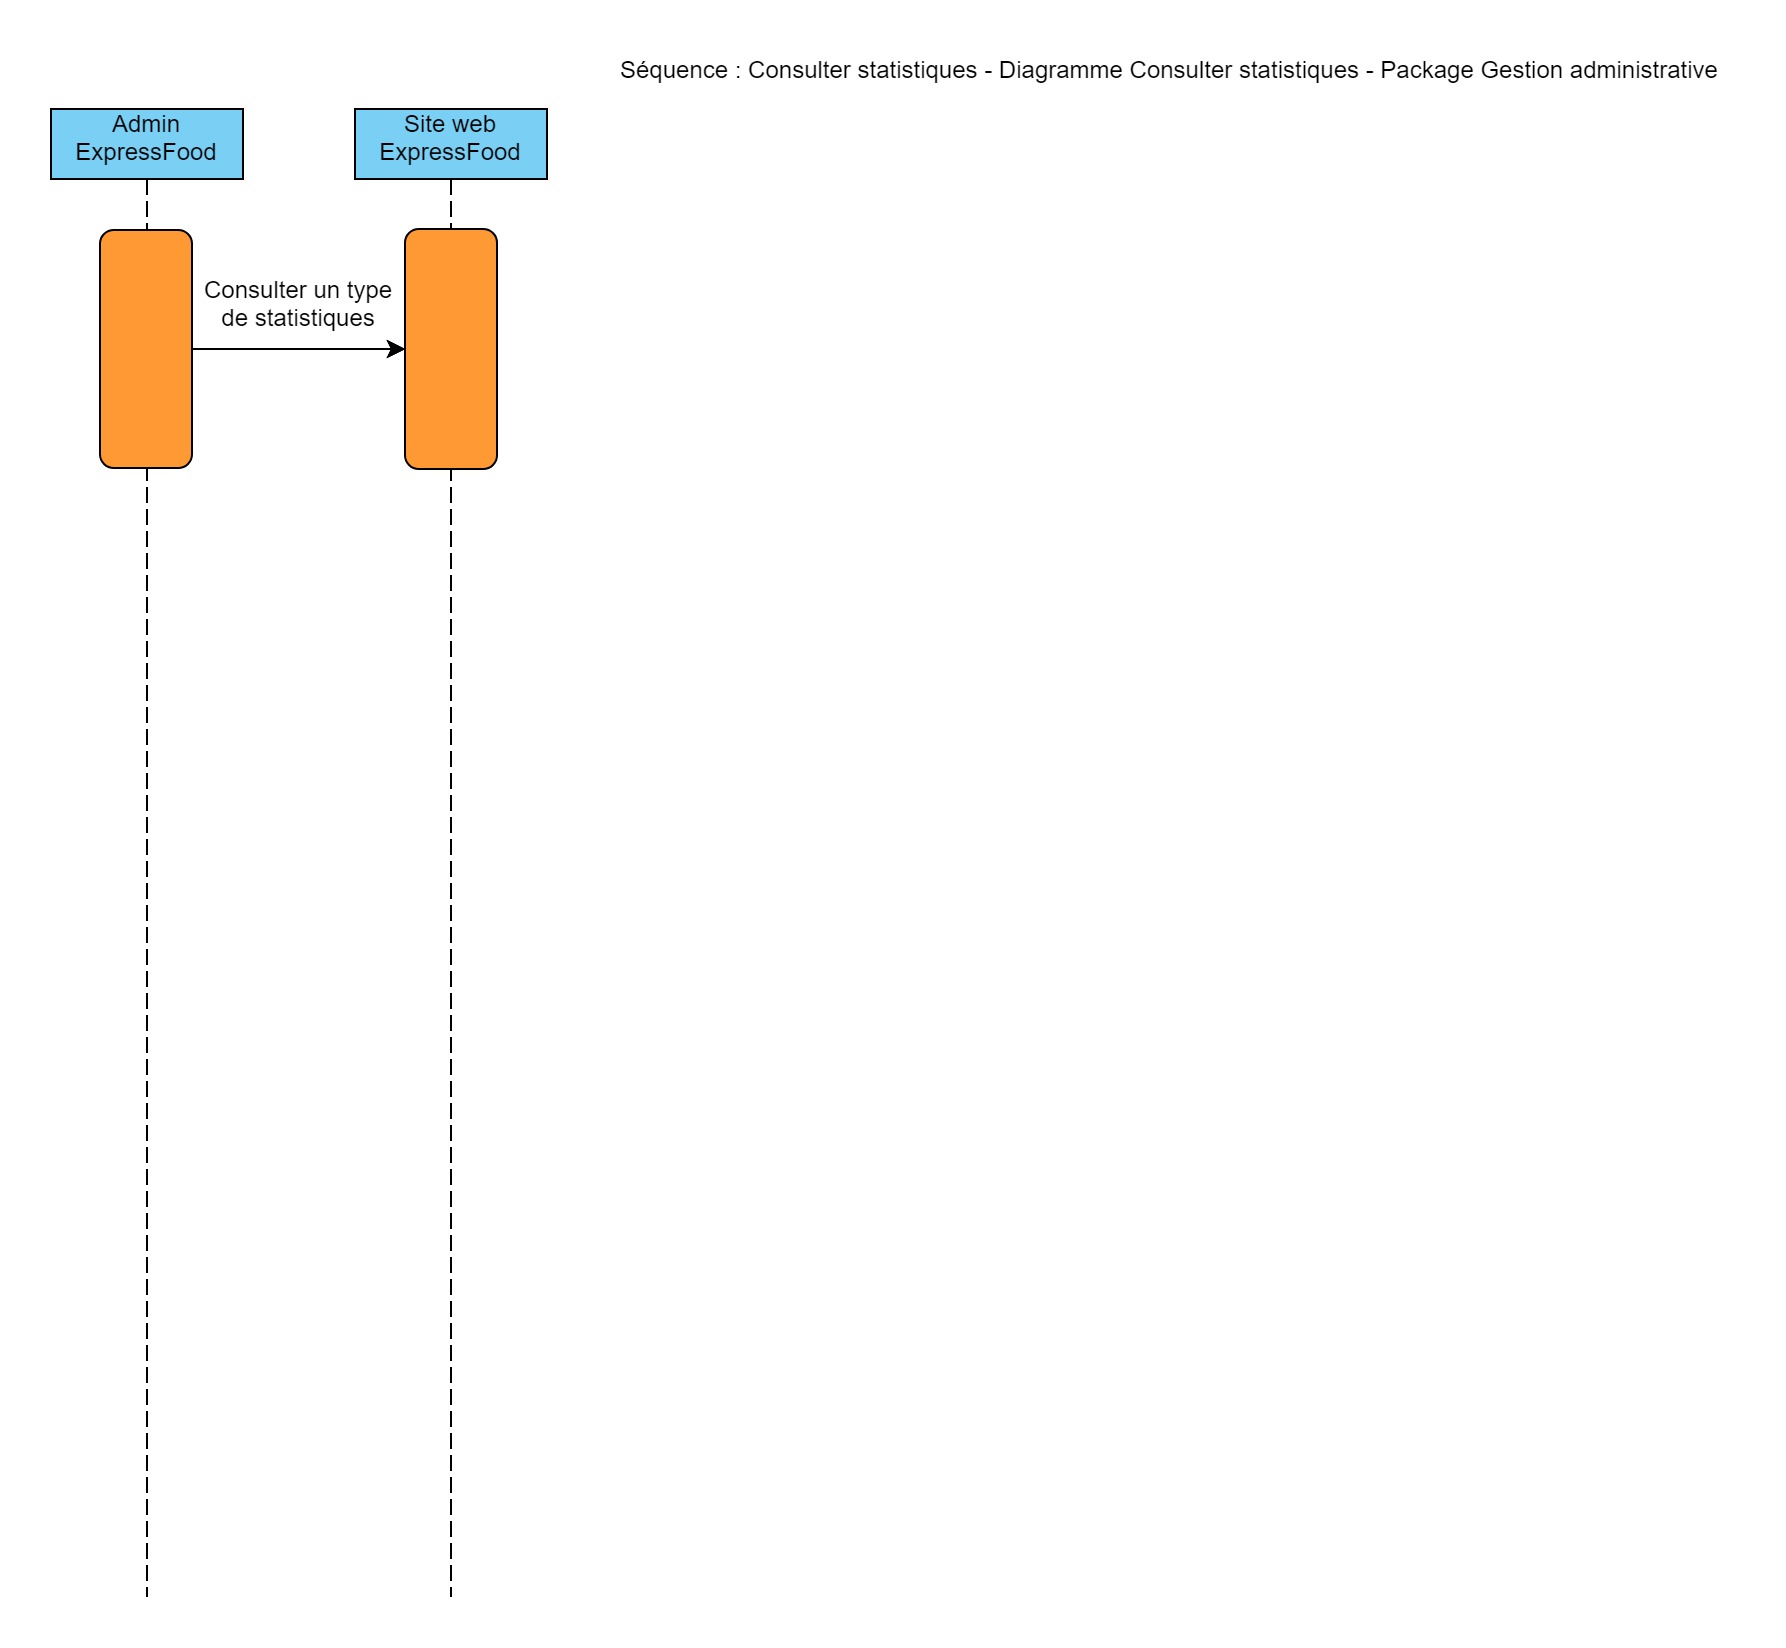 Séquence : Consulter statistiques - Diagramme Consulter statistiques - Package Gestion administrative
Admin
ExpressFood
Site web
ExpressFood
Consulter un type
de statistiques